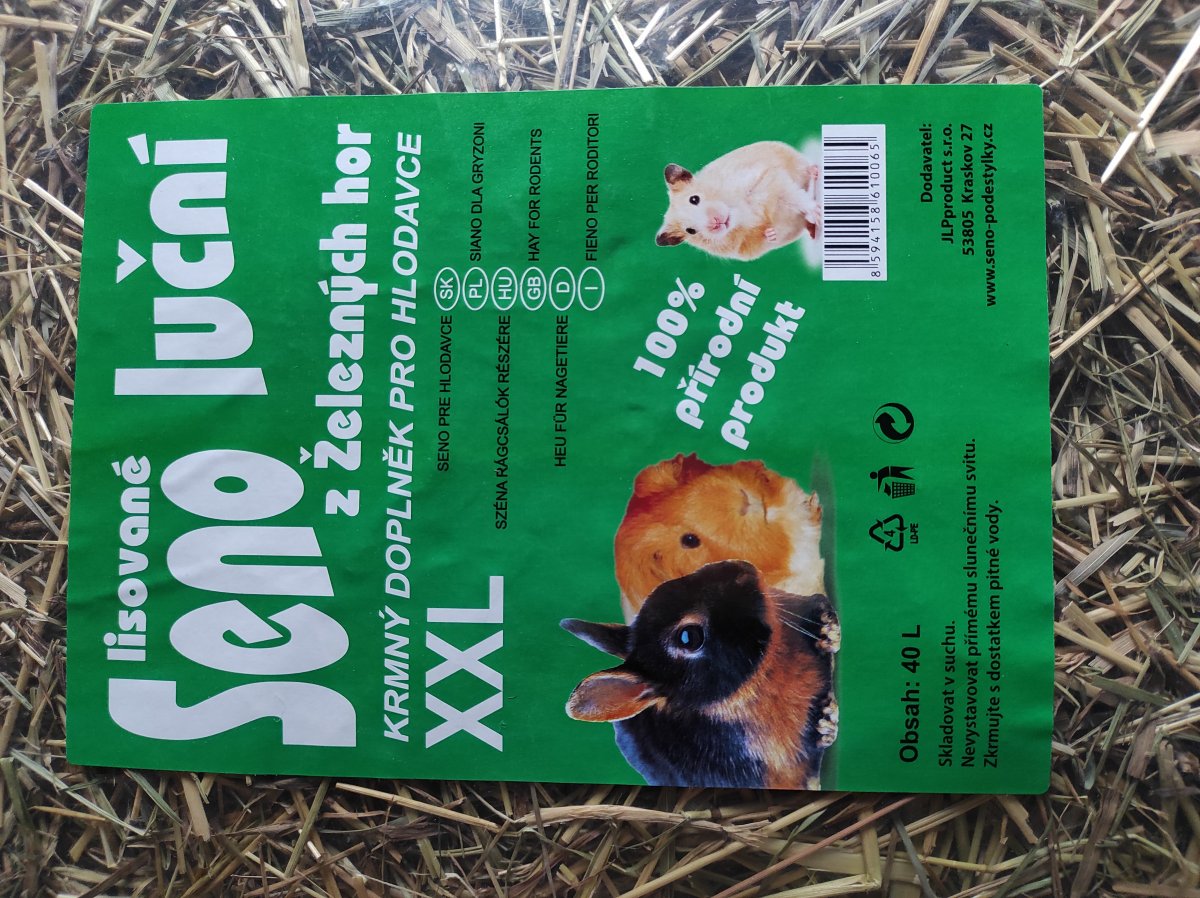 lisované
Seno luční
z Železných hor
KRMNÝ DOPLNĚK PRO HLODAVCE
XXL
SENO PRE HLODAVCE SK
PL SIANO DLA GRYZONI
SZÉNA RÁGCSÁLÓK RÉSZÉRE HU
GB HAY FOR RODENTS
HEU FÜR NAGETIERE D
I FIENO PER RODITORI
100%
přírodní
produkt
8 594158 610065
4
LD-PE
Obsah: 40 L
Skladovat v suchu.
Nevystavovat přímému slunečnímu svitu.
Zkrmujte s dostatkem pitné vody.
Dodavatel:
JLPproduct s.r.o.
53805 Kraskov 27
www.seno-podestylky.cz